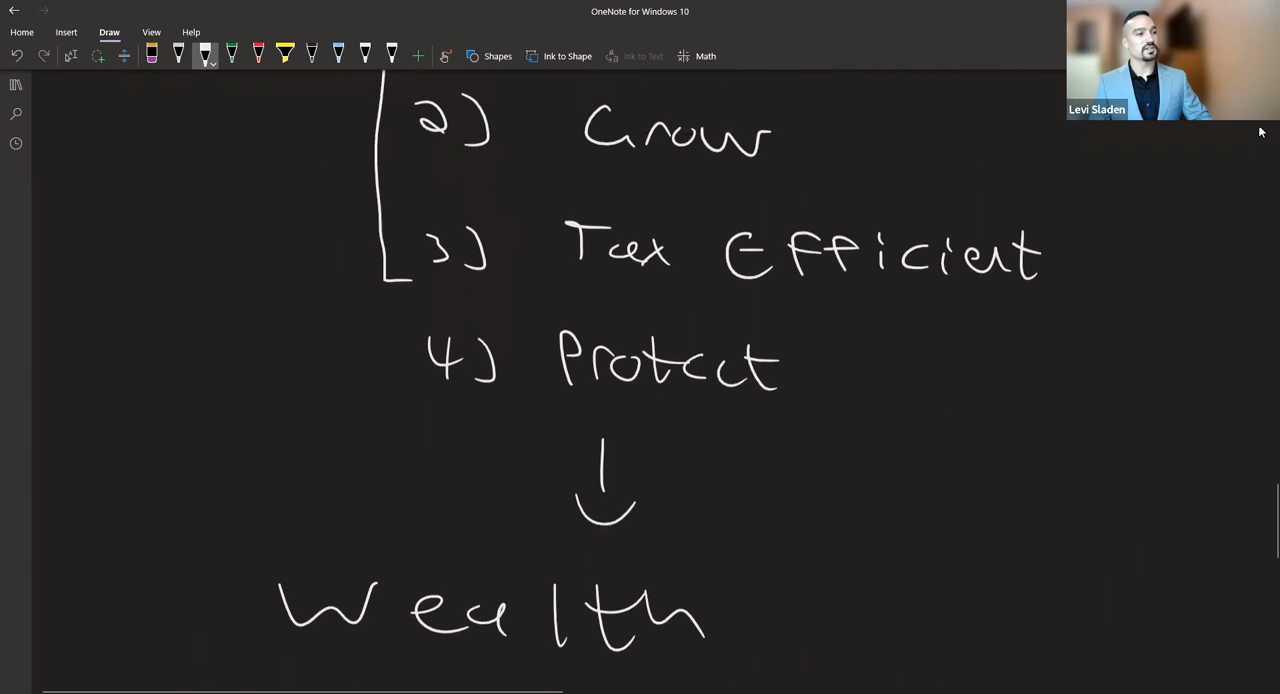 OneNote for Windows 10
Home Insert Draw View Help
Shapes Ink to Shape Ink to Text Math
Levi Sladen
2) Grow
3) Tax Efficient
4) Protect
Wealth